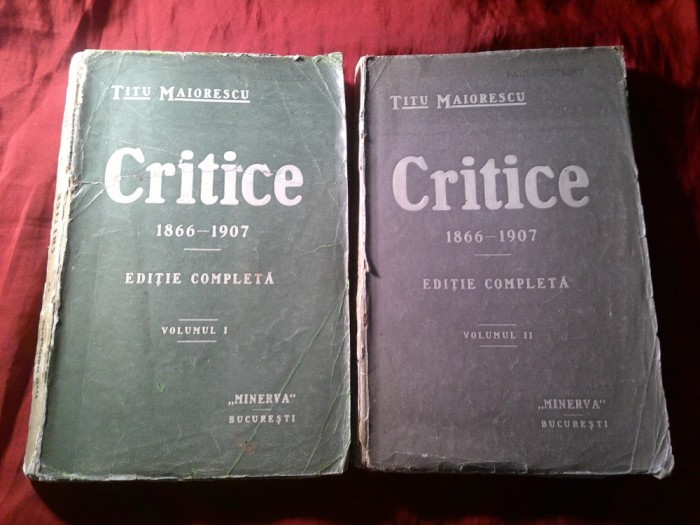 TITU MAIORESCU
Critice
1866—1907
EDIȚIE COMPLETĂ
VOLUMUL I
„MINERVA“
BUCUREȘTI
TITU MAIORESCU
Critice
1866—1907
EDIȚIE COMPLETĂ
VOLUMUL II
„MINERVA“
BUCUREȘTI